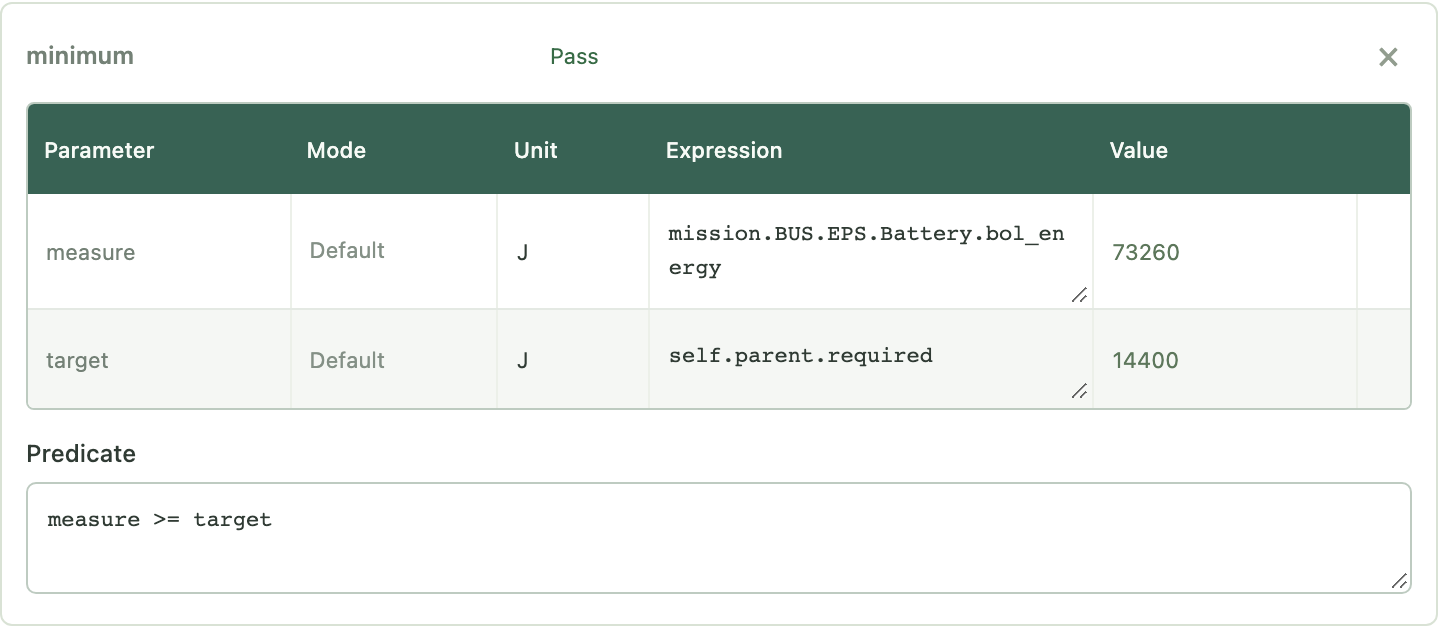 minimum Pass ×
Parameter Mode Unit Expression Value
measure Default J mission.BUS.EPS.Battery.bol_en
ergy 73260
target Default J self.parent.required 14400
Predicate
measure >= target